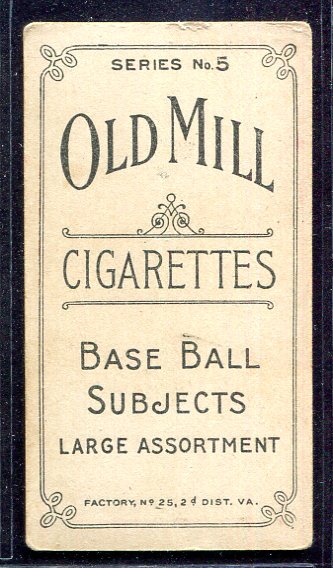 SERIES No. 5
OLD MILL
CIGARETTES
BASE BALL
SUBJECTS
LARGE ASSORTMENT
FACTORY, No 25, 2d DIST. VA.